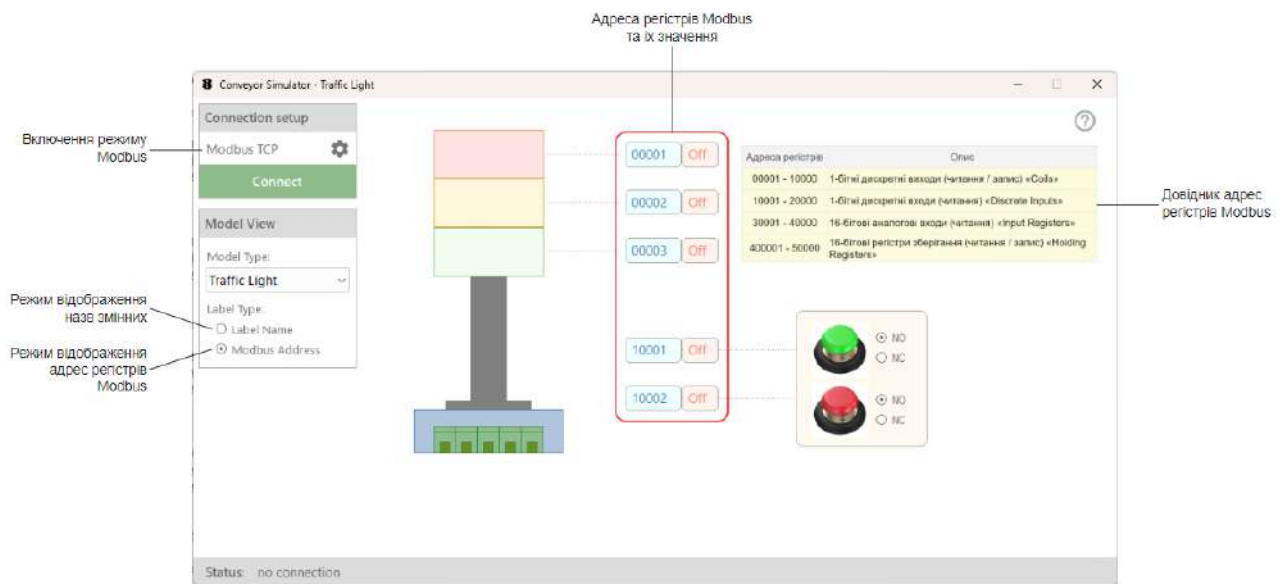 Адреса регістрів Modbus
та їх значення
Conveyor Simulator - Traffic Light
Connection setup
Включення режиму
Modbus
Modbus TCP
Connect
00001 Off
Адреса регістрів Опис
00001 - 10000 1-бітні дискретні виходи (читання / запис) «Coils»
10001 - 20000 1-бітні дискретні входи (читання) «Discrete Inputs»
30001 - 40000 16-бітові аналогові входи (читання) «Input Registers»
400001 - 50000 16-бітові регістри зберігання (читання / запис) «Holding
Registers»
Довідник адрес
регістрів Modbus
00002 Off
00003 Off
Model View
Model Type:
Traffic Light
Label Type:
Режим відображення
назв змінних
Label Name
Режим відображення
адрес регістрів
Modbus
Modbus Address
10001 Off
NO
NC
10002 Off
NO
NC
Status: no connection